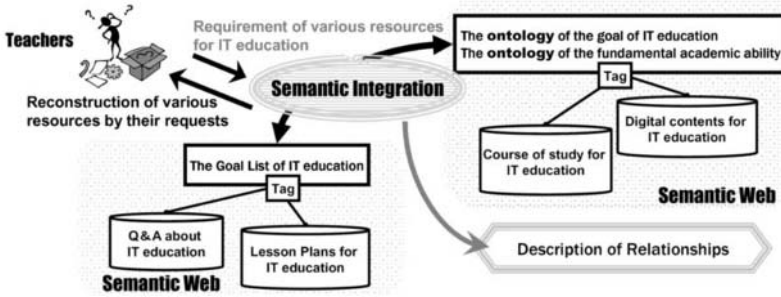 Teachers
Requirement of various resources
for IT education
Reconstruction of various
resources by their requests
Semantic Integration
The ontology of the goal of IT education
The ontology of the fundamental academic ability
Tag
Course of study for
IT education
Digital contents for
IT education
Semantic Web
The Goal List of IT education
Tag
Q&A about
IT education
Lesson Plans for
IT education
Semantic Web
Description of Relationships